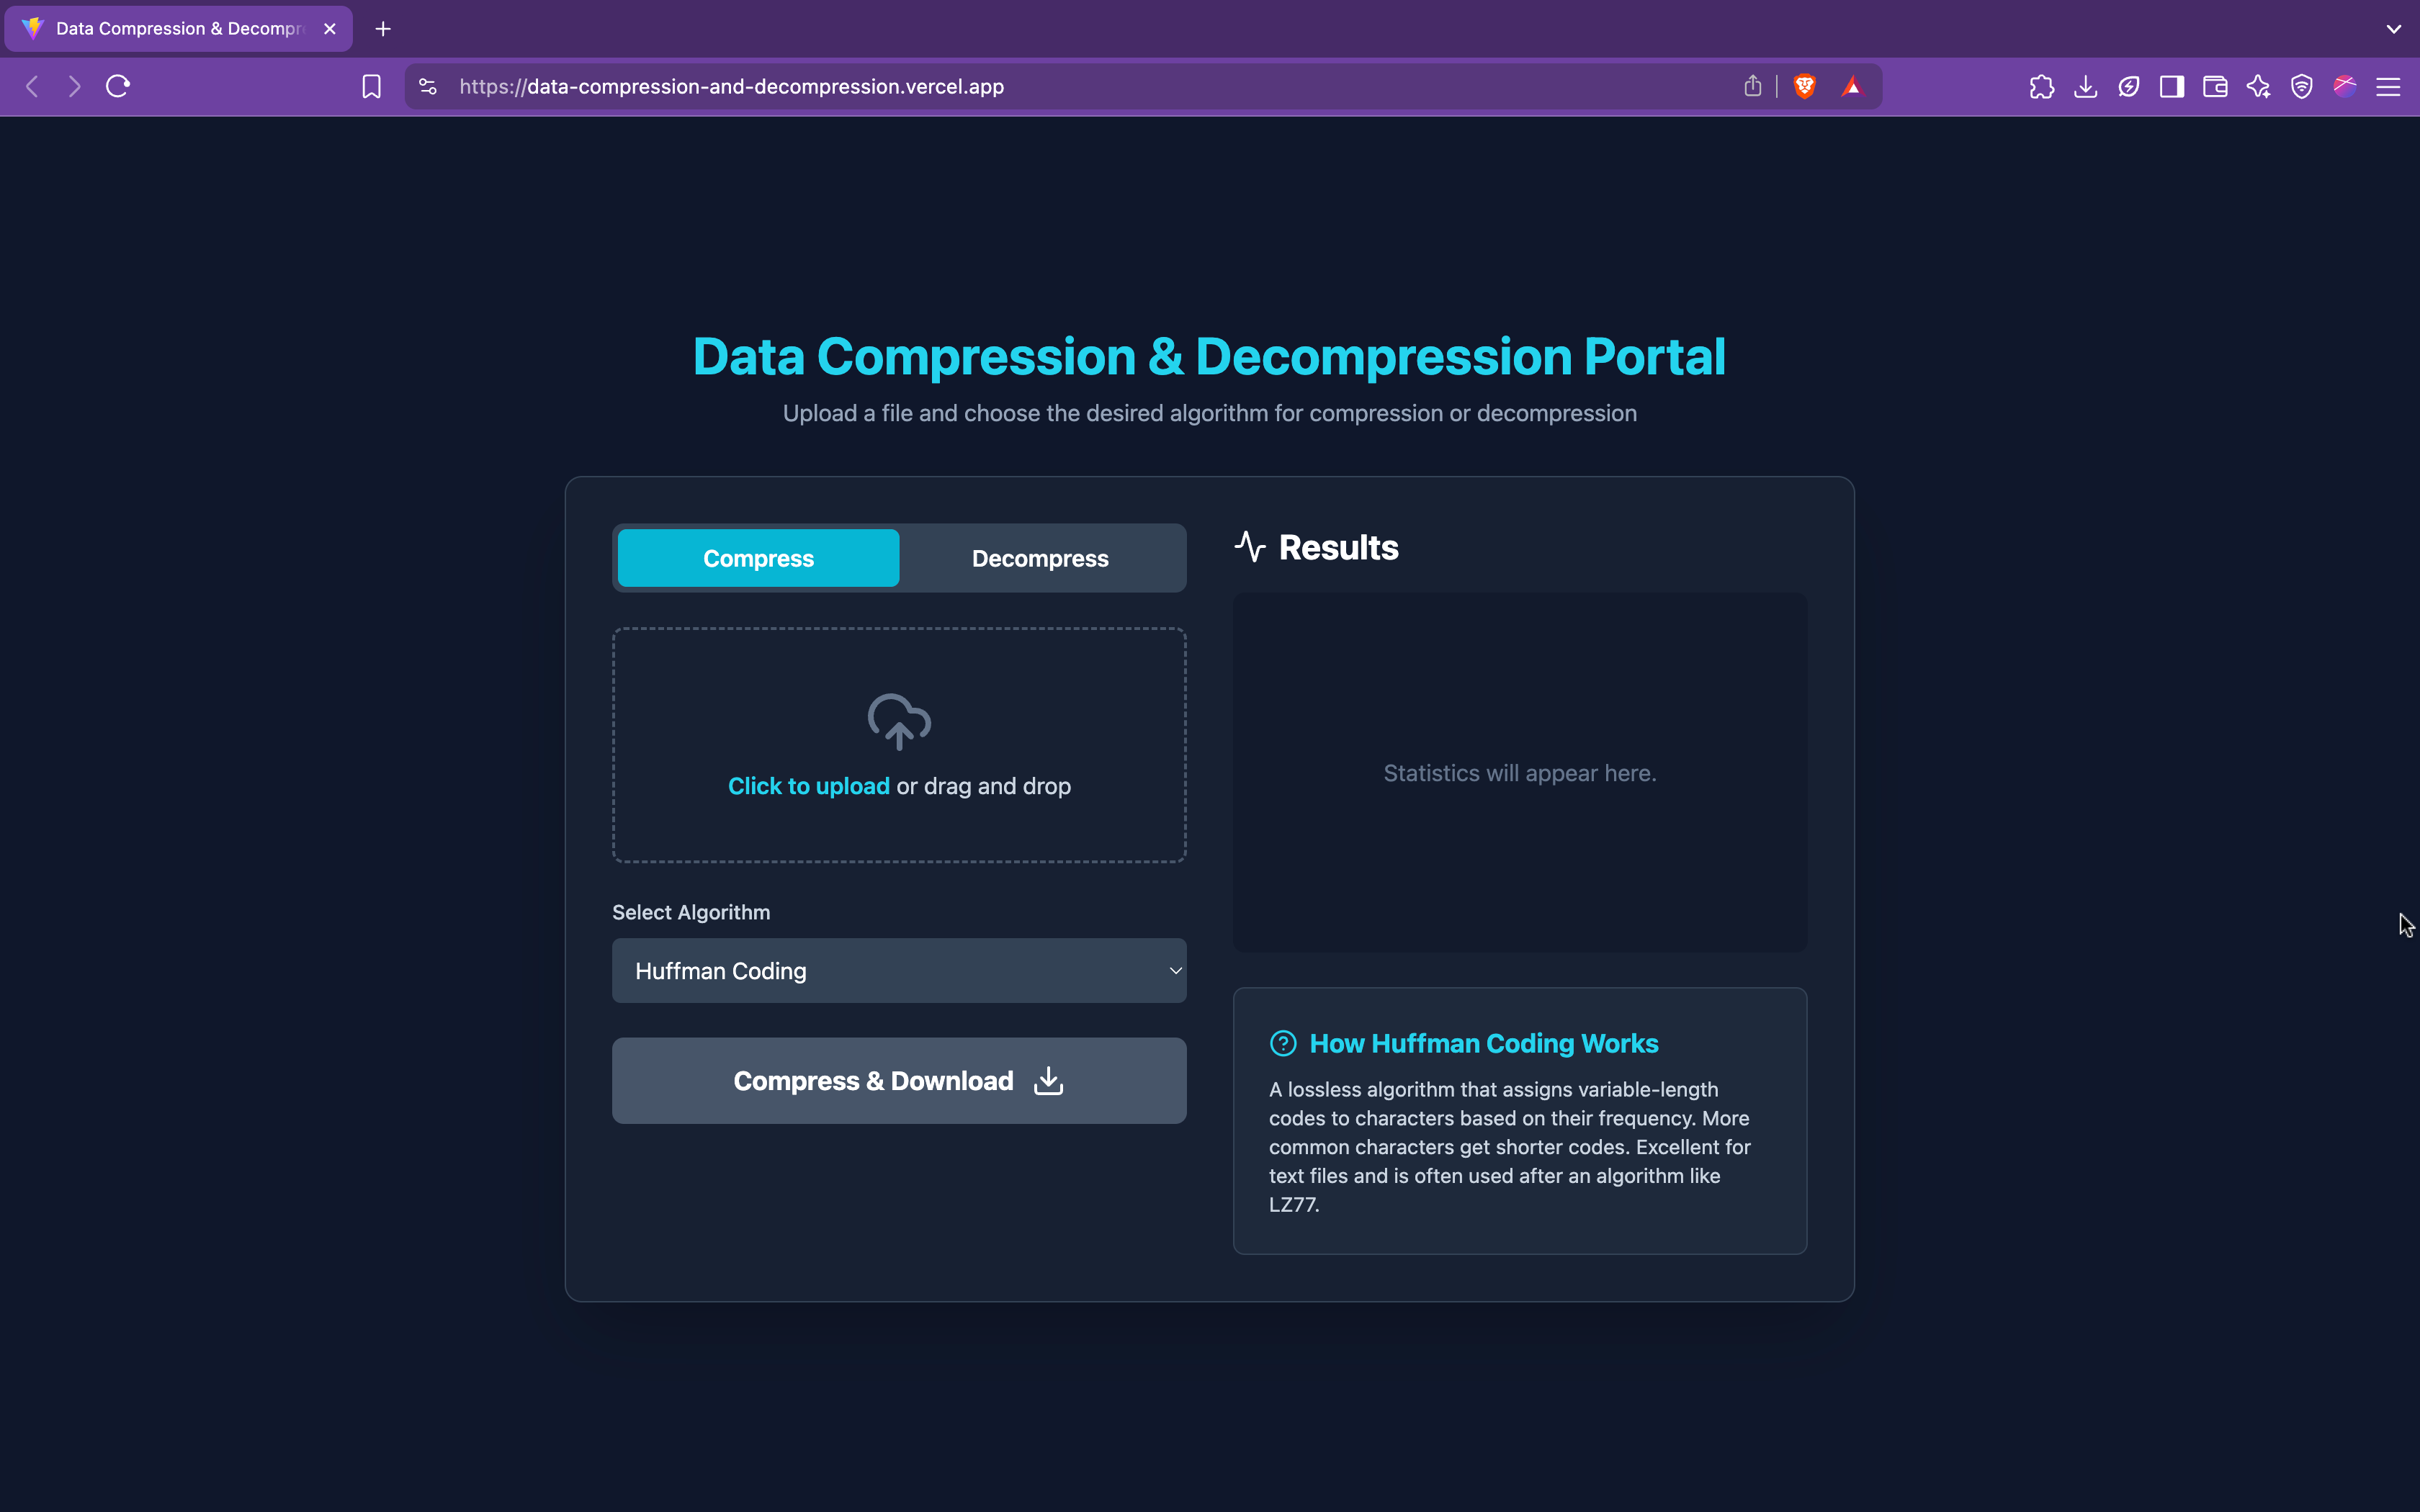 Data Compression & Decompre
https://data-compression-and-decompression.vercel.app
Data Compression & Decompression Portal
Upload a file and choose the desired algorithm for compression or decompression
Compress
Decompress
Click to upload or drag and drop
Select Algorithm
Huffman Coding
Compress & Download
Results
Statistics will appear here.
How Huffman Coding Works
A lossless algorithm that assigns variable-length
codes to characters based on their frequency. More
common characters get shorter codes. Excellent for
text files and is often used after an algorithm like
LZ77.